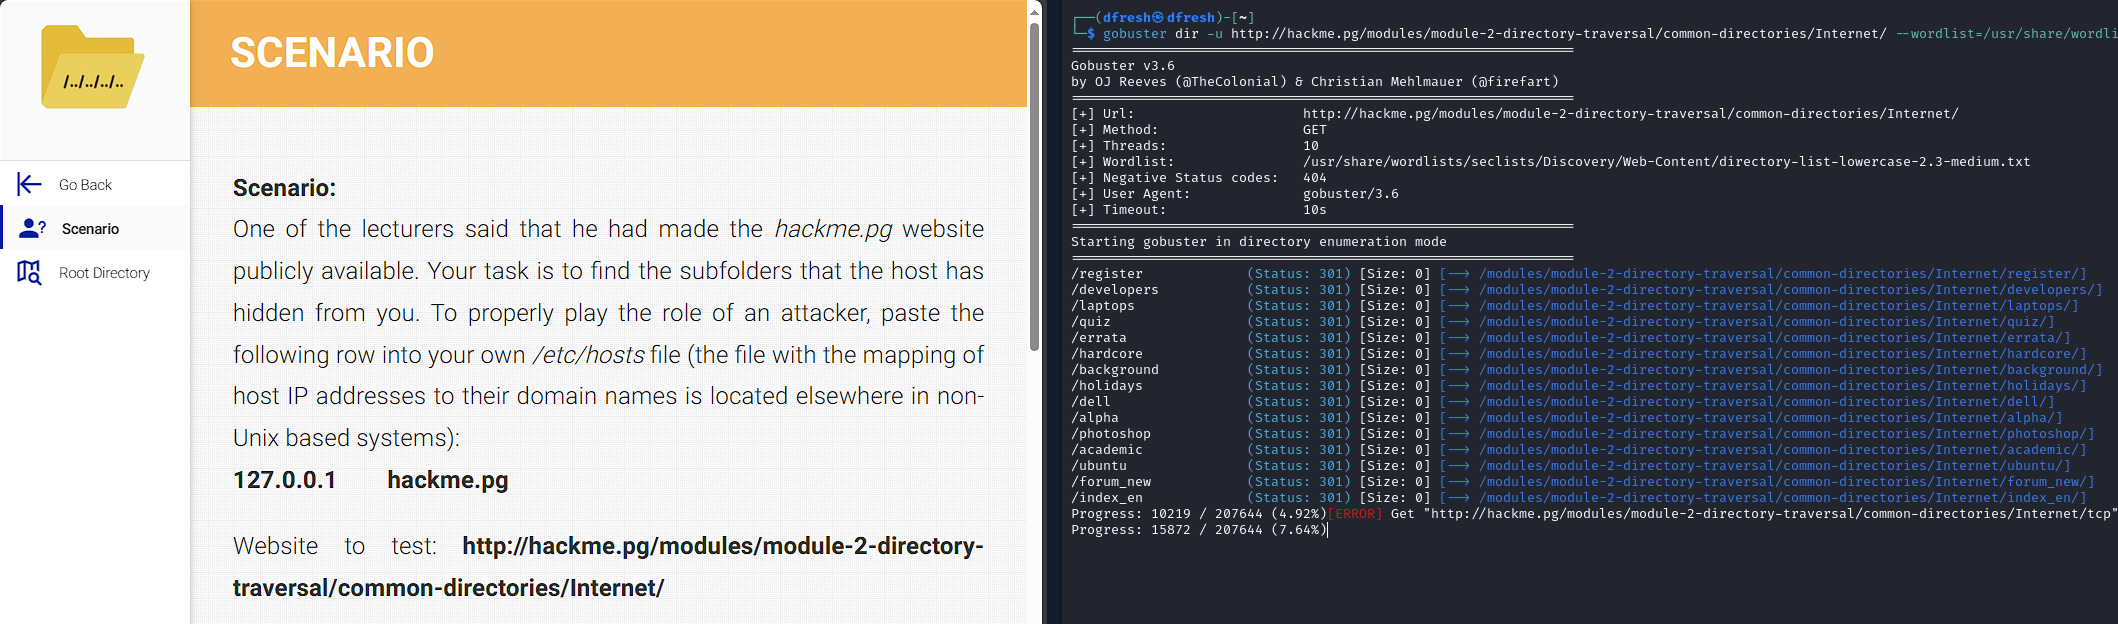 /../../../..
Go Back
Scenario
Root Directory
SCENARIO
Scenario:
One of the lecturers said that he had made the hackme.pg website
publicly available. Your task is to find the subfolders that the host has
hidden from you. To properly play the role of an attacker, paste the
following row into your own /etc/hosts file (the file with the mapping of
host IP addresses to their domain names is located elsewhere in non-
Unix based systems):
127.0.0.1 hackme.pg
Website to test: http://hackme.pg/modules/module-2-directory-
traversal/common-directories/Internet/
┌──(dfresh㉿dfresh)-[~]
└─$ gobuster dir -u http://hackme.pg/modules/module-2-directory-traversal/common-directories/Internet/ --wordlist=/usr/share/wordli
===============================================================
Gobuster v3.6
by OJ Reeves (@TheColonial) & Christian Mehlmauer (@firefart)
===============================================================
[+] Url: http://hackme.pg/modules/module-2-directory-traversal/common-directories/Internet/
[+] Method: GET
[+] Threads: 10
[+] Wordlist: /usr/share/wordlists/seclists/Discovery/Web-Content/directory-list-lowercase-2.3-medium.txt
[+] Negative Status codes: 404
[+] User Agent: gobuster/3.6
[+] Timeout: 10s
===============================================================
Starting gobuster in directory enumeration mode
===============================================================
/register (Status: 301) [Size: 0] [--> /modules/module-2-directory-traversal/common-directories/Internet/register/]
/developers (Status: 301) [Size: 0] [--> /modules/module-2-directory-traversal/common-directories/Internet/developers/]
/laptops (Status: 301) [Size: 0] [--> /modules/module-2-directory-traversal/common-directories/Internet/laptops/]
/quiz (Status: 301) [Size: 0] [--> /modules/module-2-directory-traversal/common-directories/Internet/quiz/]
/errata (Status: 301) [Size: 0] [--> /modules/module-2-directory-traversal/common-directories/Internet/errata/]
/hardcore (Status: 301) [Size: 0] [--> /modules/module-2-directory-traversal/common-directories/Internet/hardcore/]
/background (Status: 301) [Size: 0] [--> /modules/module-2-directory-traversal/common-directories/Internet/background/]
/holidays (Status: 301) [Size: 0] [--> /modules/module-2-directory-traversal/common-directories/Internet/holidays/]
/dell (Status: 301) [Size: 0] [--> /modules/module-2-directory-traversal/common-directories/Internet/dell/]
/alpha (Status: 301) [Size: 0] [--> /modules/module-2-directory-traversal/common-directories/Internet/alpha/]
/photoshop (Status: 301) [Size: 0] [--> /modules/module-2-directory-traversal/common-directories/Internet/photoshop/]
/academic (Status: 301) [Size: 0] [--> /modules/module-2-directory-traversal/common-directories/Internet/academic/]
/ubuntu (Status: 301) [Size: 0] [--> /modules/module-2-directory-traversal/common-directories/Internet/ubuntu/]
/forum_new (Status: 301) [Size: 0] [--> /modules/module-2-directory-traversal/common-directories/Internet/forum_new/]
/index_en (Status: 301) [Size: 0] [--> /modules/module-2-directory-traversal/common-directories/Internet/index_en/]
Progress: 10219 / 207644 (4.92%)[ERROR] Get "http://hackme.pg/modules/module-2-directory-traversal/common-directories/Internet/tcp"
Progress: 15872 / 207644 (7.64%)